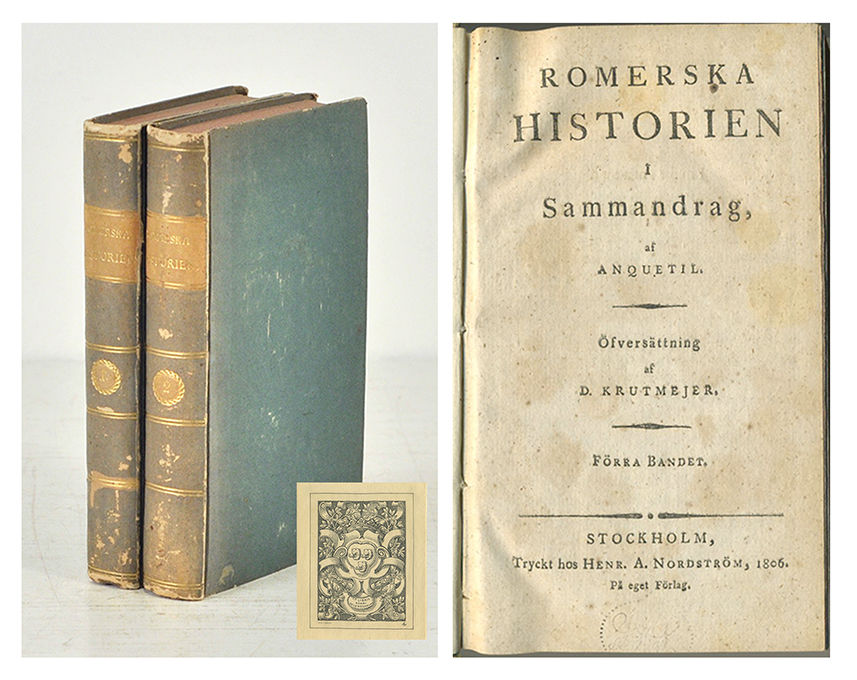 2
ROMERSKA
HISTORIEN
I
Sammandrag,
af
ANQUETIL.
Öfversättning
af
D. KRUTMEJER.
FÖRRA BANDET.
STOCKHOLM,
Tryckt hos HENR. A. NORDSTRÖM, 1806.
På eget Förlag.